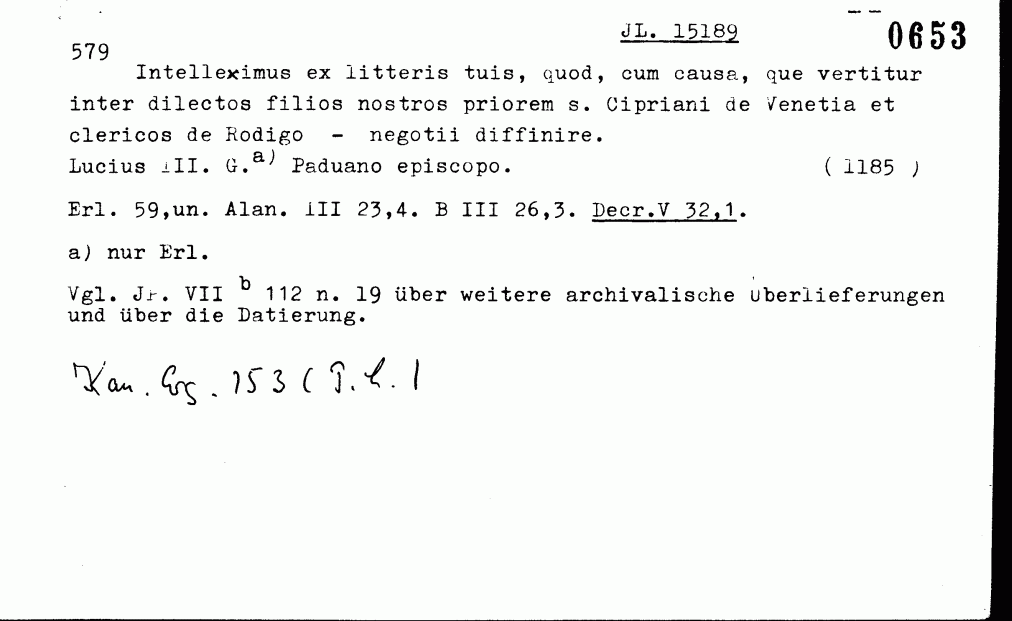 JL. 15189
0653
579
Intelleximus ex litteris tuis, quod, cum causa, que vertitur
inter dilectos filios nostros priorem s. Cipriani de Venetia et
clericos de Rodigo - negotii diffinire.
Lucius III. G.a) Paduano episcopo. ( 1185 )
Erl. 59,un. Alan. III 23,4. B III 26,3. Decr.V 32,1.
a) nur Erl.
Vgl. Jr. VII b 112 n. 19 über weitere archivalische überlieferungen
und über die Datierung.
Kan. Erg. 153